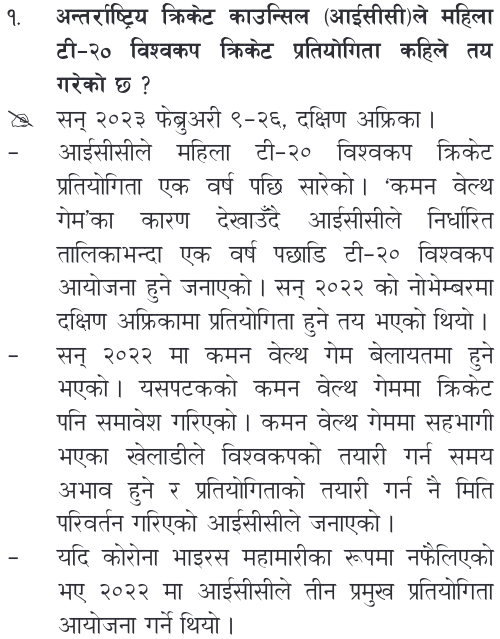 १. अन्तर्राष्ट्रिय क्रिकेट काउन्सिल (आईसीसी)ले महिला
टी-२० विश्वकप क्रिकेट प्रतियोगिता कहिले तय
गरेको छ ?
सन् २०२३ फेब्रुअरी ९-२६, दक्षिण अफ्रिका ।
- आईसीसीले महिला टी-२० विश्वकप क्रिकेट
प्रतियोगिता एक वर्ष पछि सारेको । ‘कमन वेल्थ
गेम’का कारण देखाउँदै आईसीसीले निर्धारित
तालिकाभन्दा एक वर्ष पछाडि टी-२० विश्वकप
आयोजना हुने जनाएको । सन् २०२२ को नोभेम्बरमा
दक्षिण अफ्रिकामा प्रतियोगिता हुने तय भएको थियो ।
- सन् २०२२ मा कमन वेल्थ गेम बेलायतमा हुने
भएको । यसपटकको कमन वेल्थ गेममा क्रिकेट
पनि समावेश गरिएको । कमन वेल्थ गेममा सहभागी
भएका खेलाडीले विश्वकपको तयारी गर्न समय
अभाव हुने र प्रतियोगिताको तयारी गर्न नै मिति
परिवर्तन गरिएको आईसीसीले जनाएको ।
- यदि कोरोना भाइरस महामारीका रूपमा नफैलिएको
भए २०२२ मा आईसीसीले तीन प्रमुख प्रतियोगिता
आयोजना गर्ने थियो ।